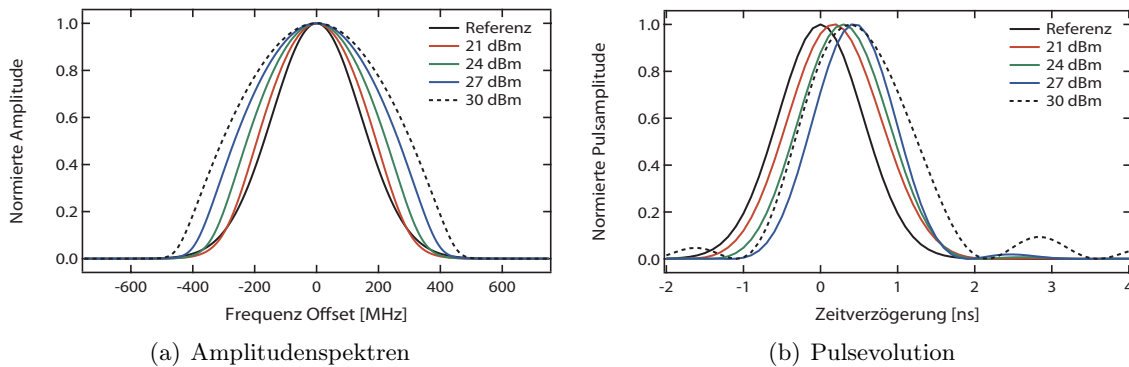 1.0
0.8
0.6
0.4
0.2
0.0
Normierte Amplitude
-600 -400 -200 0 200 400 600
Frequenz Offset [MHz]
Referenz
21 dBm
24 dBm
27 dBm
30 dBm
(a) Amplitudenspektren
1.0
0.8
0.6
0.4
0.2
0.0
Normierte Pulsamplitude
-2 -1 0 1 2 3 4
Zeitverzögerung [ns]
Referenz
21 dBm
24 dBm
27 dBm
30 dBm
(b) Pulsevolution